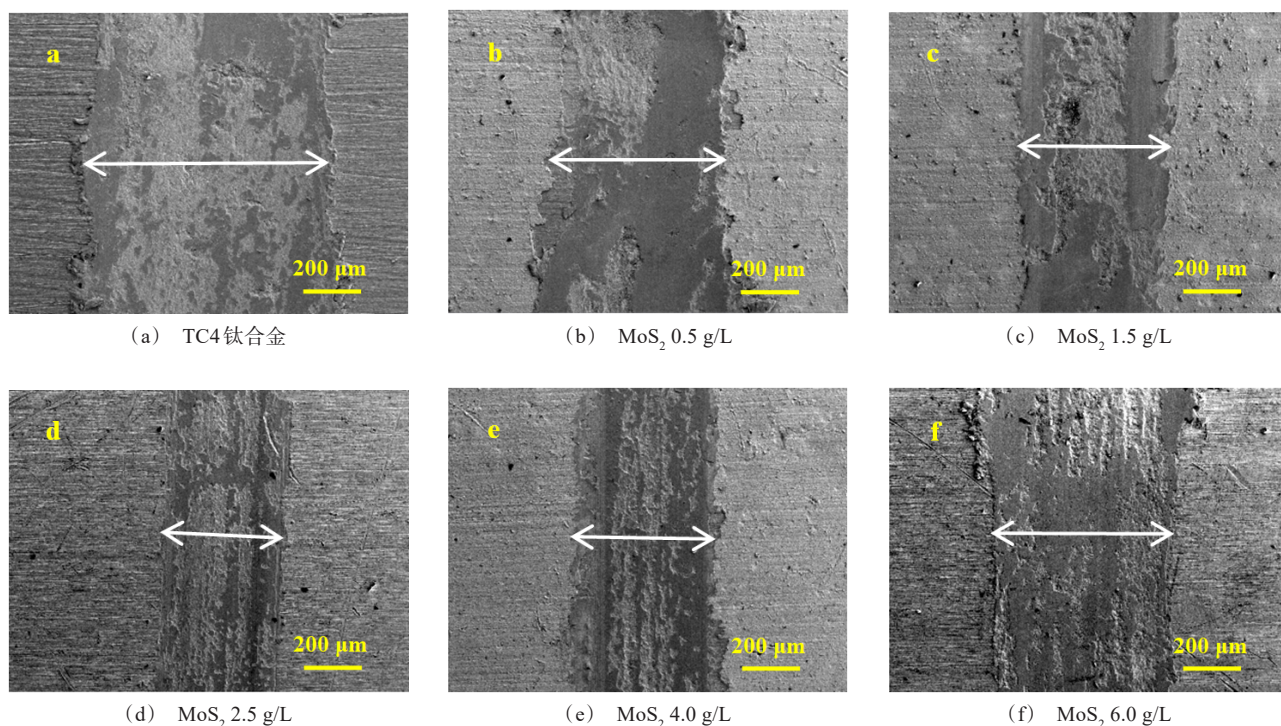 a
200 μm
b
200 μm
c
200 μm
(a) TC4钛合金
(b) MoS₂ 0.5 g/L
(c) MoS₂ 1.5 g/L
d
200 μm
e
200 μm
f
200 μm
(d) MoS₂ 2.5 g/L
(e) MoS₂ 4.0 g/L
(f) MoS₂ 6.0 g/L